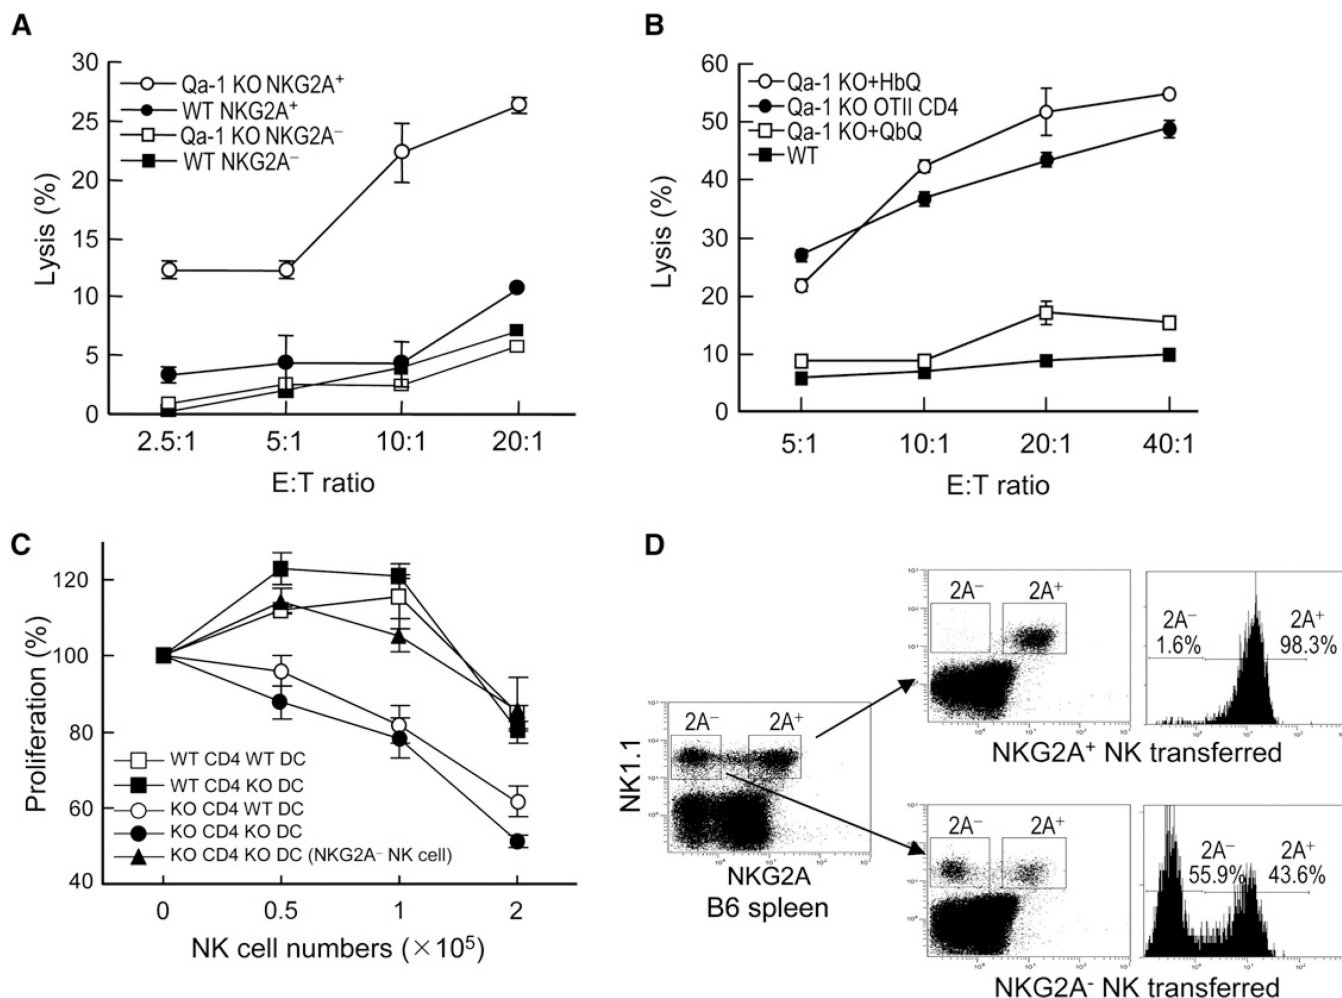 A
30
25
20
15
10
5
0
Lysis (%)
Qa-1 KO NKG2A⁺
WT NKG2A⁺
Qa-1 KO NKG2A⁻
WT NKG2A⁻
2.5:1 5:1 10:1 20:1
E:T ratio
B
60
50
40
30
20
10
0
Lysis (%)
Qa-1 KO+HbQ
Qa-1 KO OTII CD4
Qa-1 KO+QbQ
WT
5:1 10:1 20:1 40:1
E:T ratio
C
120
100
80
60
40
Proliferation (%)
WT CD4 WT DC
WT CD4 KO DC
KO CD4 WT DC
KO CD4 KO DC
KO CD4 KO DC (NKG2A⁻ NK cell)
0 0.5 1 2
NK cell numbers (×10⁵)
D
2A⁻ 2A⁺
NK1.1
NKG2A
B6 spleen
2A⁻ 2A⁺
2A⁻ 2A⁺
1.6% 98.3%
NKG2A⁺ NK transferred
2A⁻ 2A⁺
2A⁻ 2A⁺
55.9% 43.6%
NKG2A⁻ NK transferred